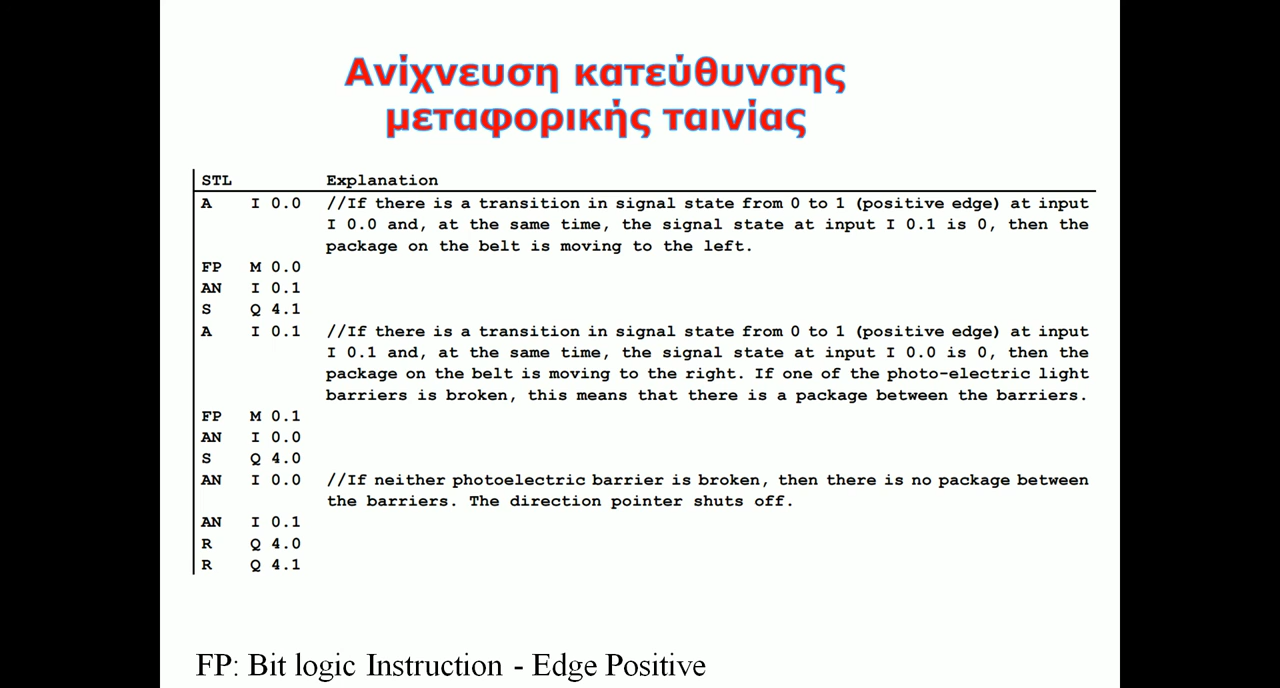 Ανίχνευση κατεύθυνσης
μεταφορικής ταινίας
STL Explanation
A I 0.0 //If there is a transition in signal state from 0 to 1 (positive edge) at input
I 0.0 and, at the same time, the signal state at input I 0.1 is 0, then the
package on the belt is moving to the left.
FP M 0.0
AN I 0.1
S Q 4.1
A I 0.1 //If there is a transition in signal state from 0 to 1 (positive edge) at input
I 0.1 and, at the same time, the signal state at input I 0.0 is 0, then the
package on the belt is moving to the right. If one of the photo-electric light
barriers is broken, this means that there is a package between the barriers.
FP M 0.1
AN I 0.0
S Q 4.0
AN I 0.0 //If neither photoelectric barrier is broken, then there is no package between
the barriers. The direction pointer shuts off.
AN I 0.1
R Q 4.0
R Q 4.1
FP: Bit logic Instruction - Edge Positive